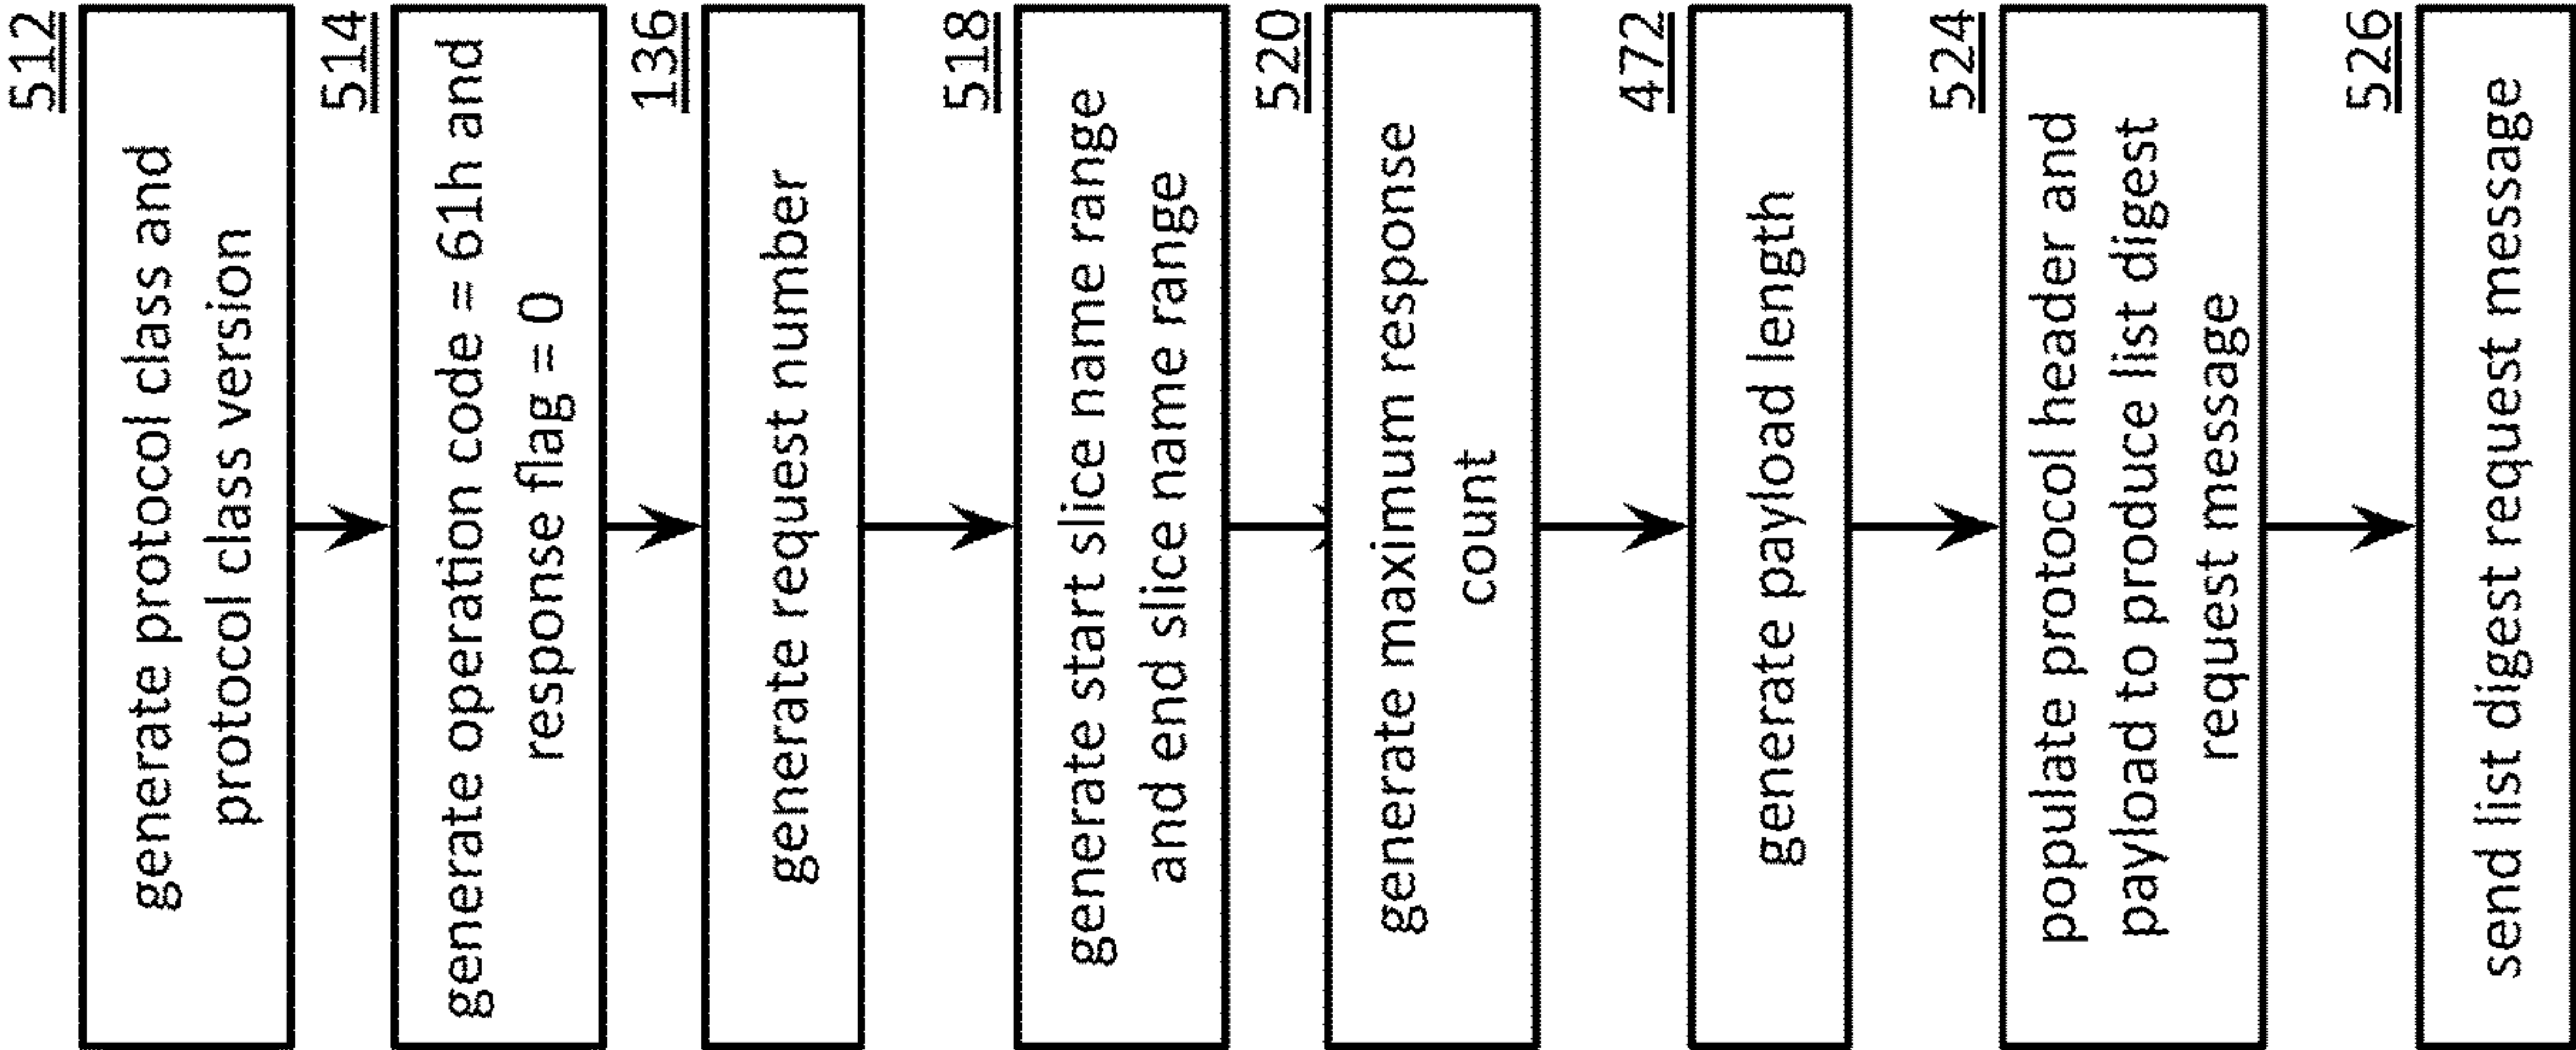 512
generate protocol class and
protocol class version
514
generate operation code = 61h and
response flag = 0
136
generate request number
518
generate start slice name range
and end slice name range
520
generate maximum response
count
472
generate payload length
524
populate protocol header and
payload to produce list digest
request message
526
send list digest request message